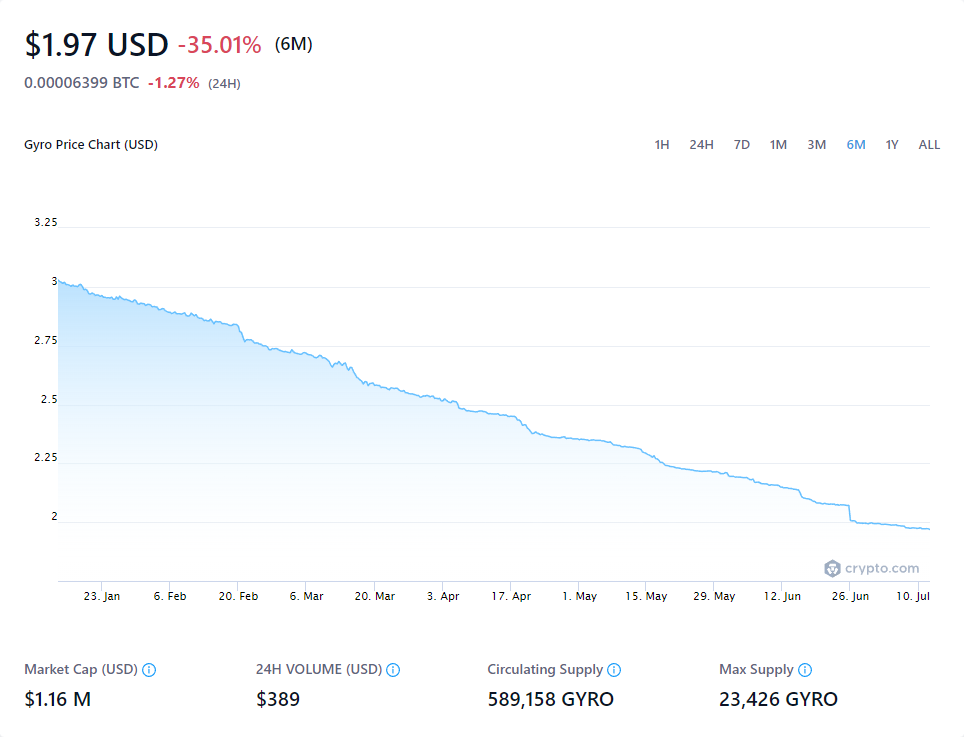 $1.97 USD -35.01% (6M)
0.00006399 BTC -1.27% (24H)
Gyro Price Chart (USD) 1H 24H 7D 1M 3M 6M 1Y ALL
3.25
3
2.75
2.5
2.25
2
crypto.com
23. Jan 6. Feb 20. Feb 6. Mar 20. Mar 3. Apr 17. Apr 1. May 15. May 29. May 12. Jun 26. Jun 10. Jul
Market Cap (USD) 24H VOLUME (USD) Circulating Supply Max Supply
$1.16 M $389 589,158 GYRO 23,426 GYRO